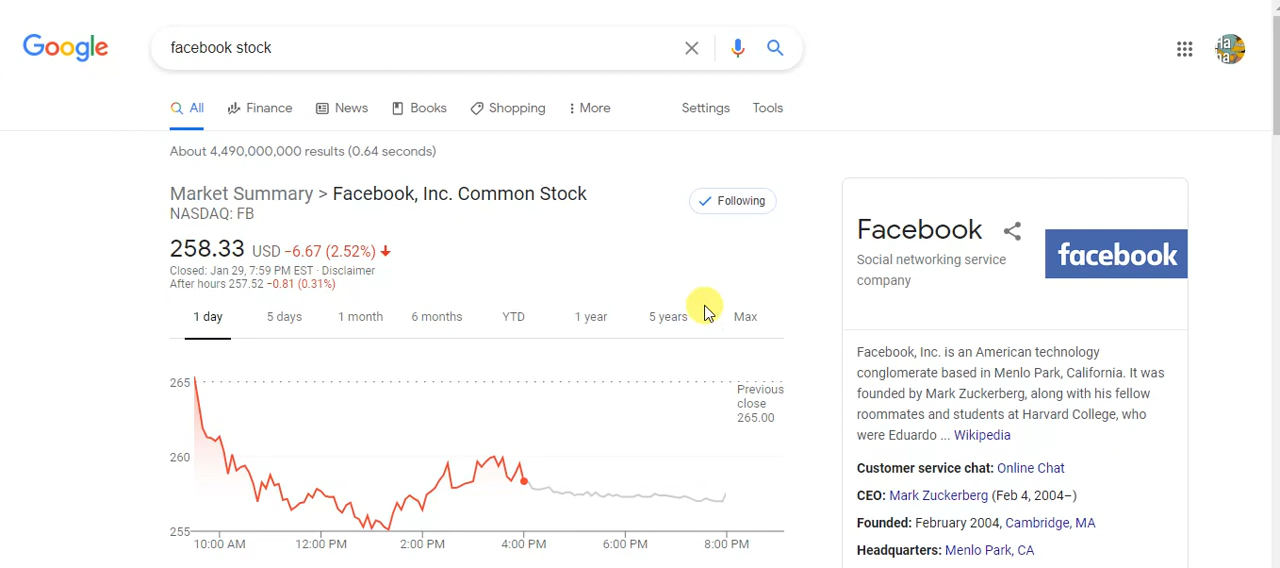 Google
facebook stock
All Finance News Books Shopping More Settings Tools
About 4,490,000,000 results (0.64 seconds)
Market Summary > Facebook, Inc. Common Stock
Following
NASDAQ: FB
258.33 USD −6.67 (2.52%)
Closed: Jan 29, 7:59 PM EST · Disclaimer
After hours 257.52 −0.81 (0.31%)
1 day 5 days 1 month 6 months YTD 1 year 5 years Max
265
260
255
Previous
close
265.00
10:00 AM 12:00 PM 2:00 PM 4:00 PM 6:00 PM 8:00 PM
Facebook
Social networking service
company
facebook
Facebook, Inc. is an American technology
conglomerate based in Menlo Park, California. It was
founded by Mark Zuckerberg, along with his fellow
roommates and students at Harvard College, who
were Eduardo ... Wikipedia
Customer service chat: Online Chat
CEO: Mark Zuckerberg (Feb 4, 2004–)
Founded: February 2004, Cambridge, MA
Headquarters: Menlo Park, CA